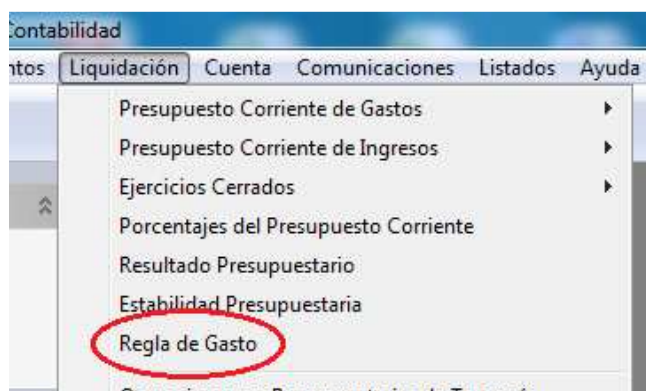 Contabilidad
ntos Liquidación Cuenta Comunicaciones Listados Ayuda
Presupuesto Corriente de Gastos
Presupuesto Corriente de Ingresos
Ejercicios Cerrados
Porcentajes del Presupuesto Corriente
Resultado Presupuestario
Estabilidad Presupuestaria
Regla de Gasto